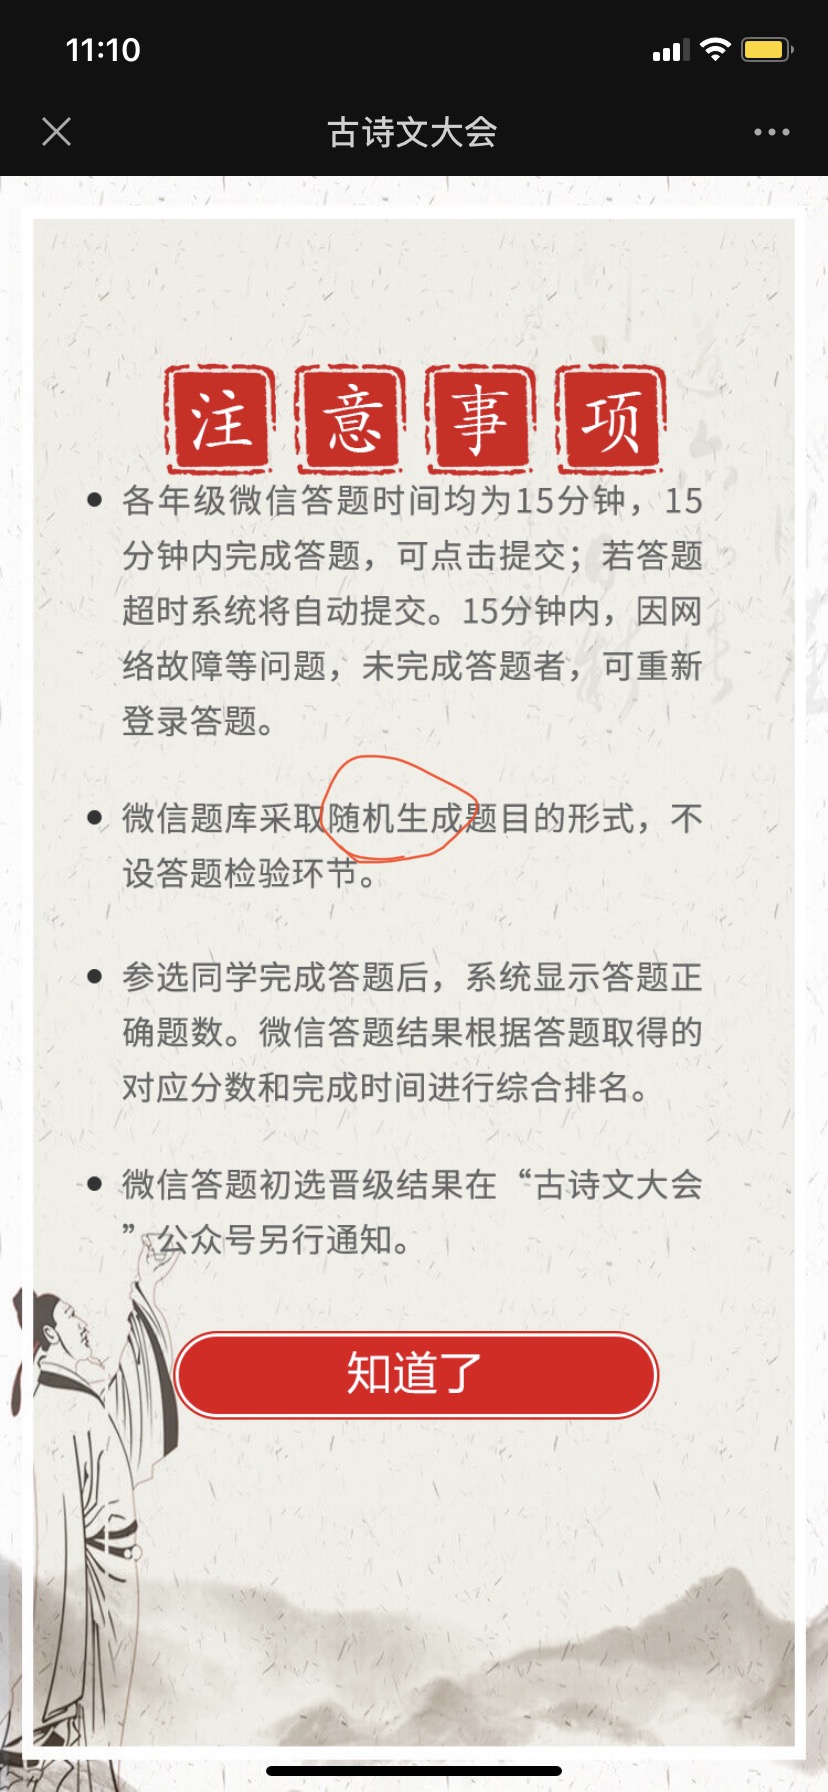 11:10
古诗文大会
注意事项
各年级微信答题时间均为15分钟，15
分钟内完成答题，可点击提交；若答题
超时系统将自动提交。15分钟内，因网
络故障等问题，未完成答题者，可重新
登录答题。
微信题库采取随机生成题目的形式，不
设答题检验环节。
参选同学完成答题后，系统显示答题正
确题数。微信答题结果根据答题取得的
对应分数和完成时间进行综合排名。
微信答题初选晋级结果在“古诗文大会
”公众号另行通知。
知道了